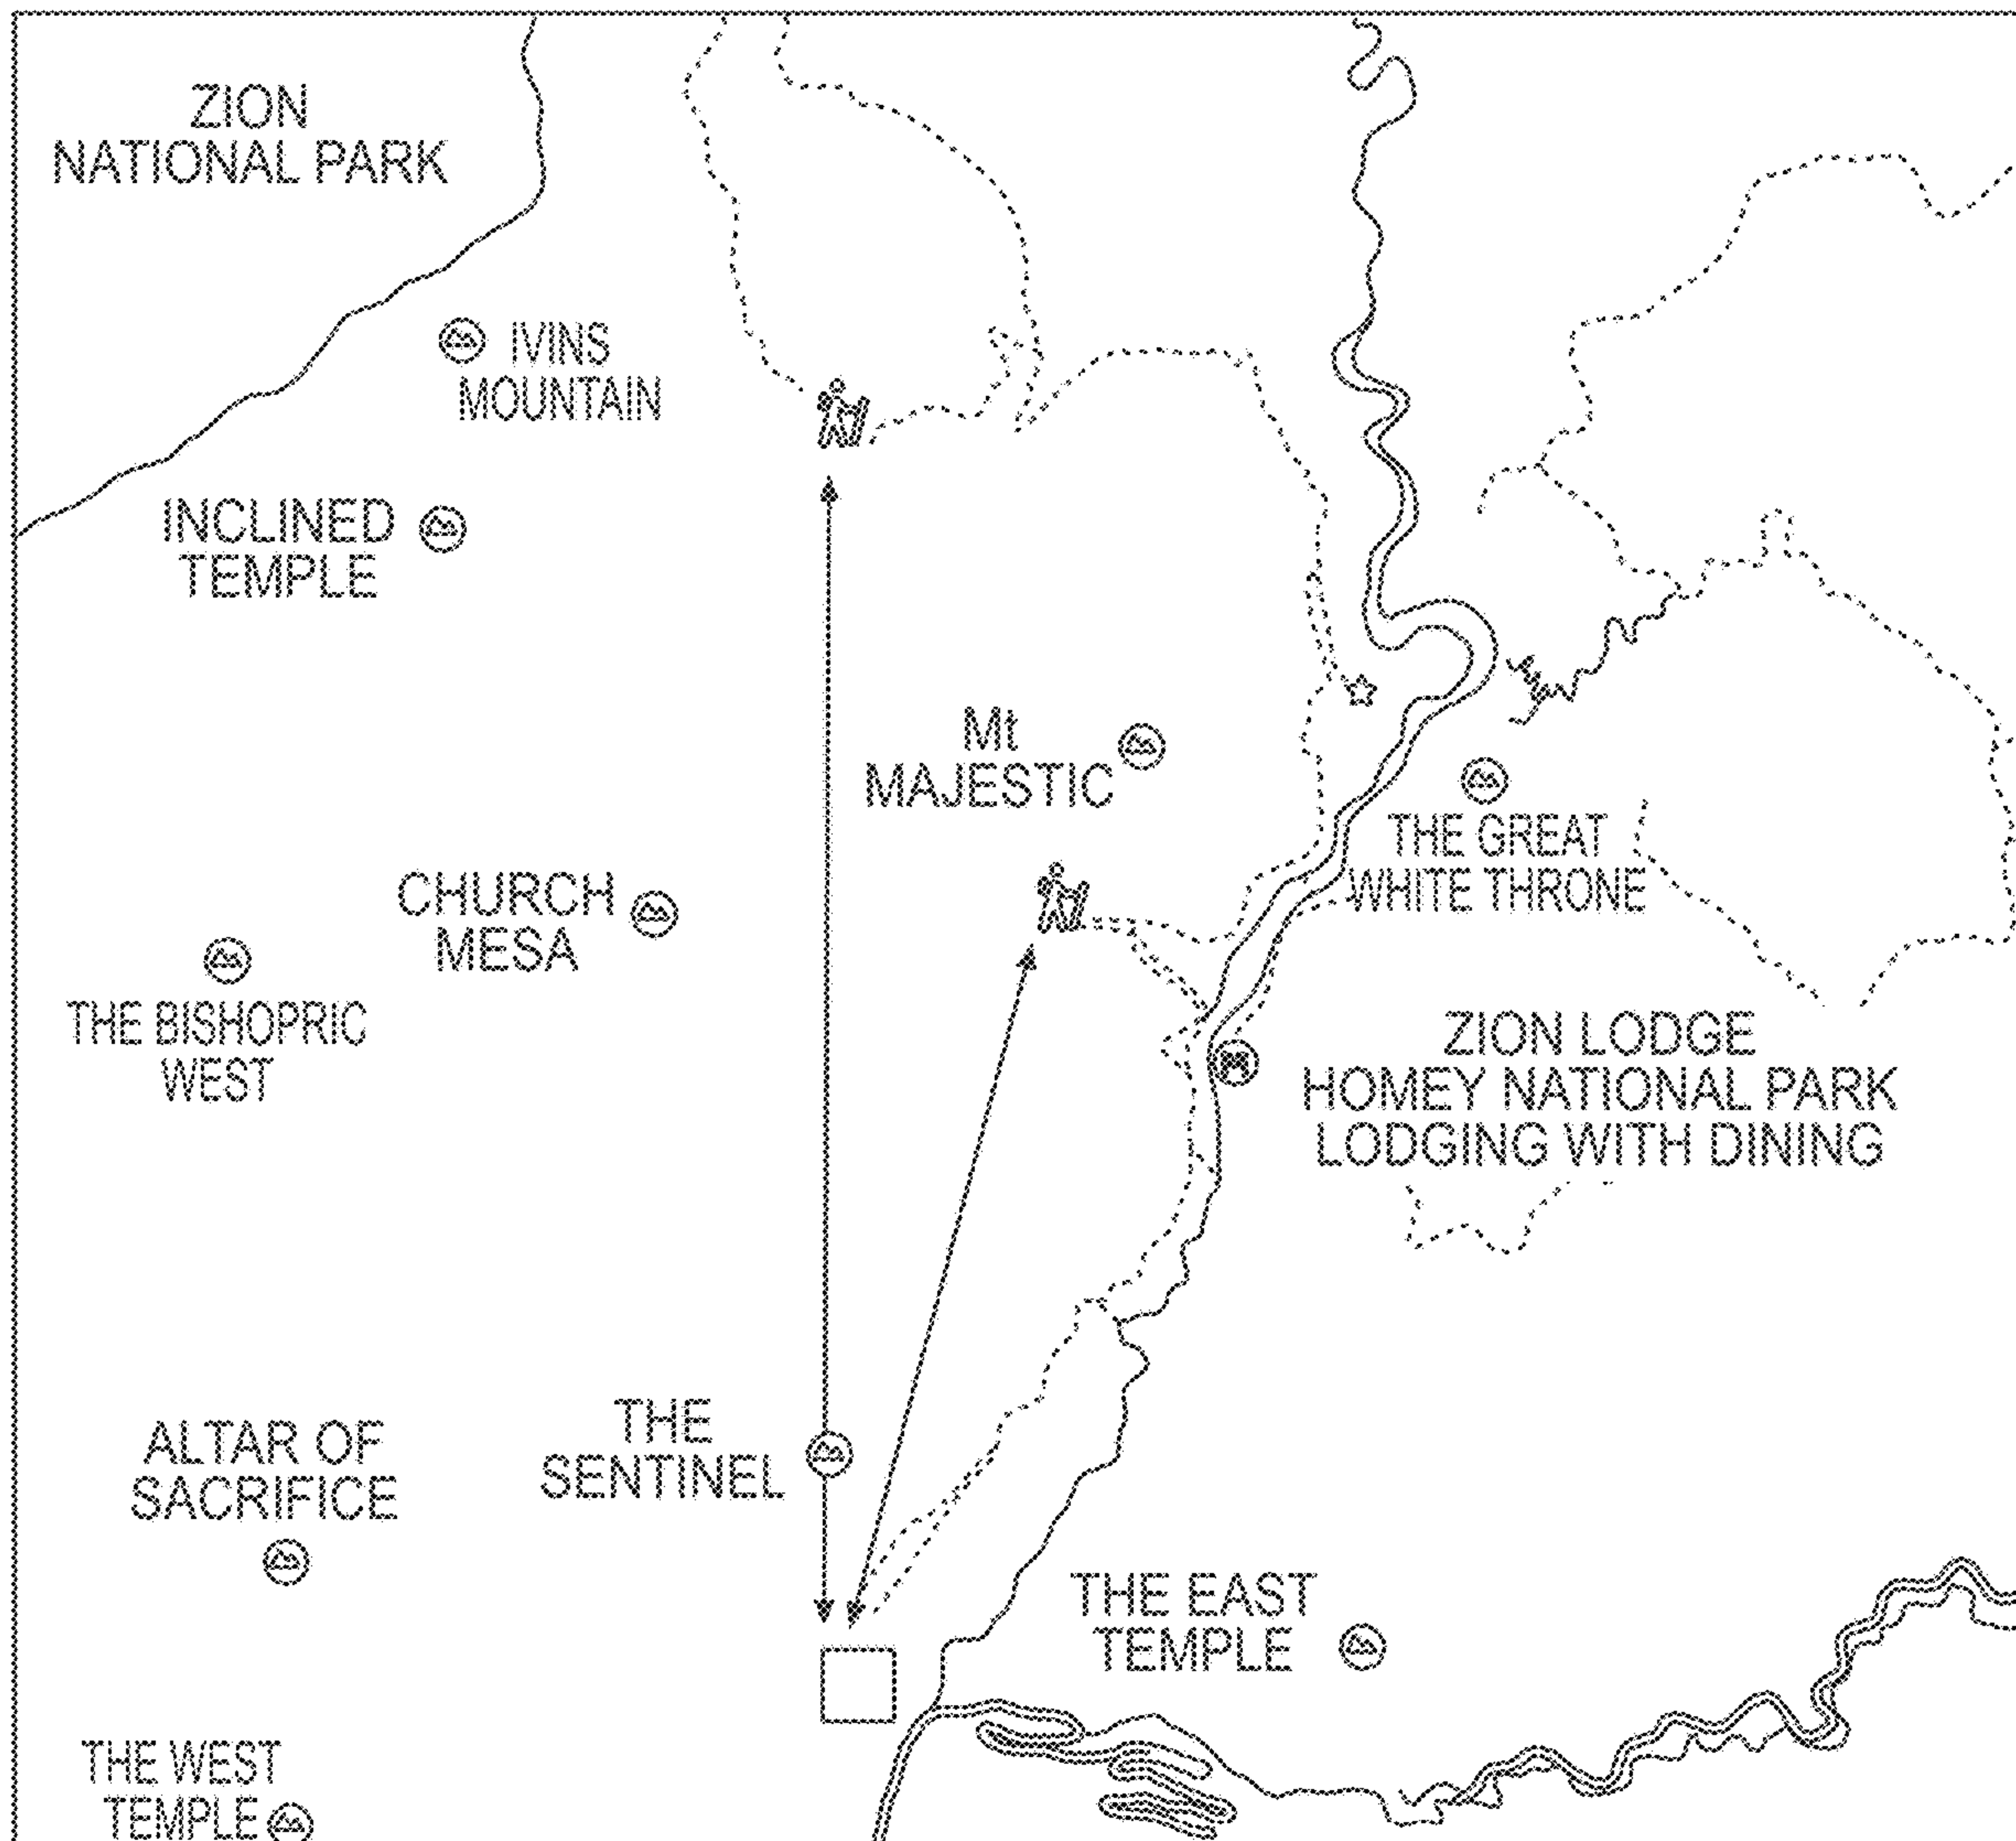 ZION
NATIONAL PARK
IVINS
MOUNTAIN
INCLINED
TEMPLE
Mt
MAJESTIC
THE GREAT
WHITE THRONE
CHURCH
MESA
THE BISHOPRIC
WEST
ZION LODGE
HOMEY NATIONAL PARK
LODGING WITH DINING
THE
SENTINEL
ALTAR OF
SACRIFICE
THE EAST
TEMPLE
THE WEST
TEMPLE